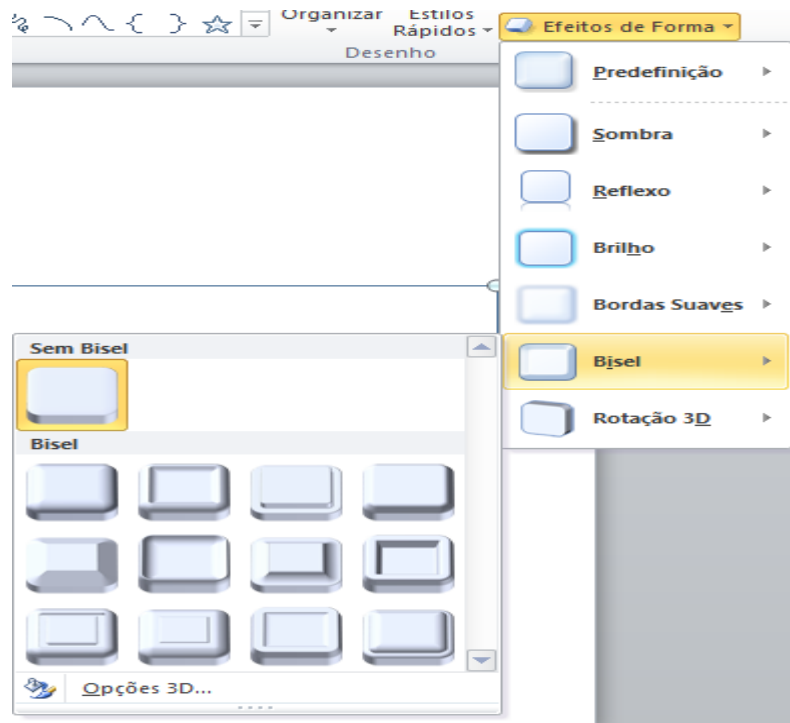 Organizar Estilos
Rápidos
Efeitos de Forma
Desenho
Predefinição
Sombra
Reflexo
Brilho
Bordas Suaves
Bisel
Rotação 3D
Sem Bisel
Bisel
Opções 3D...